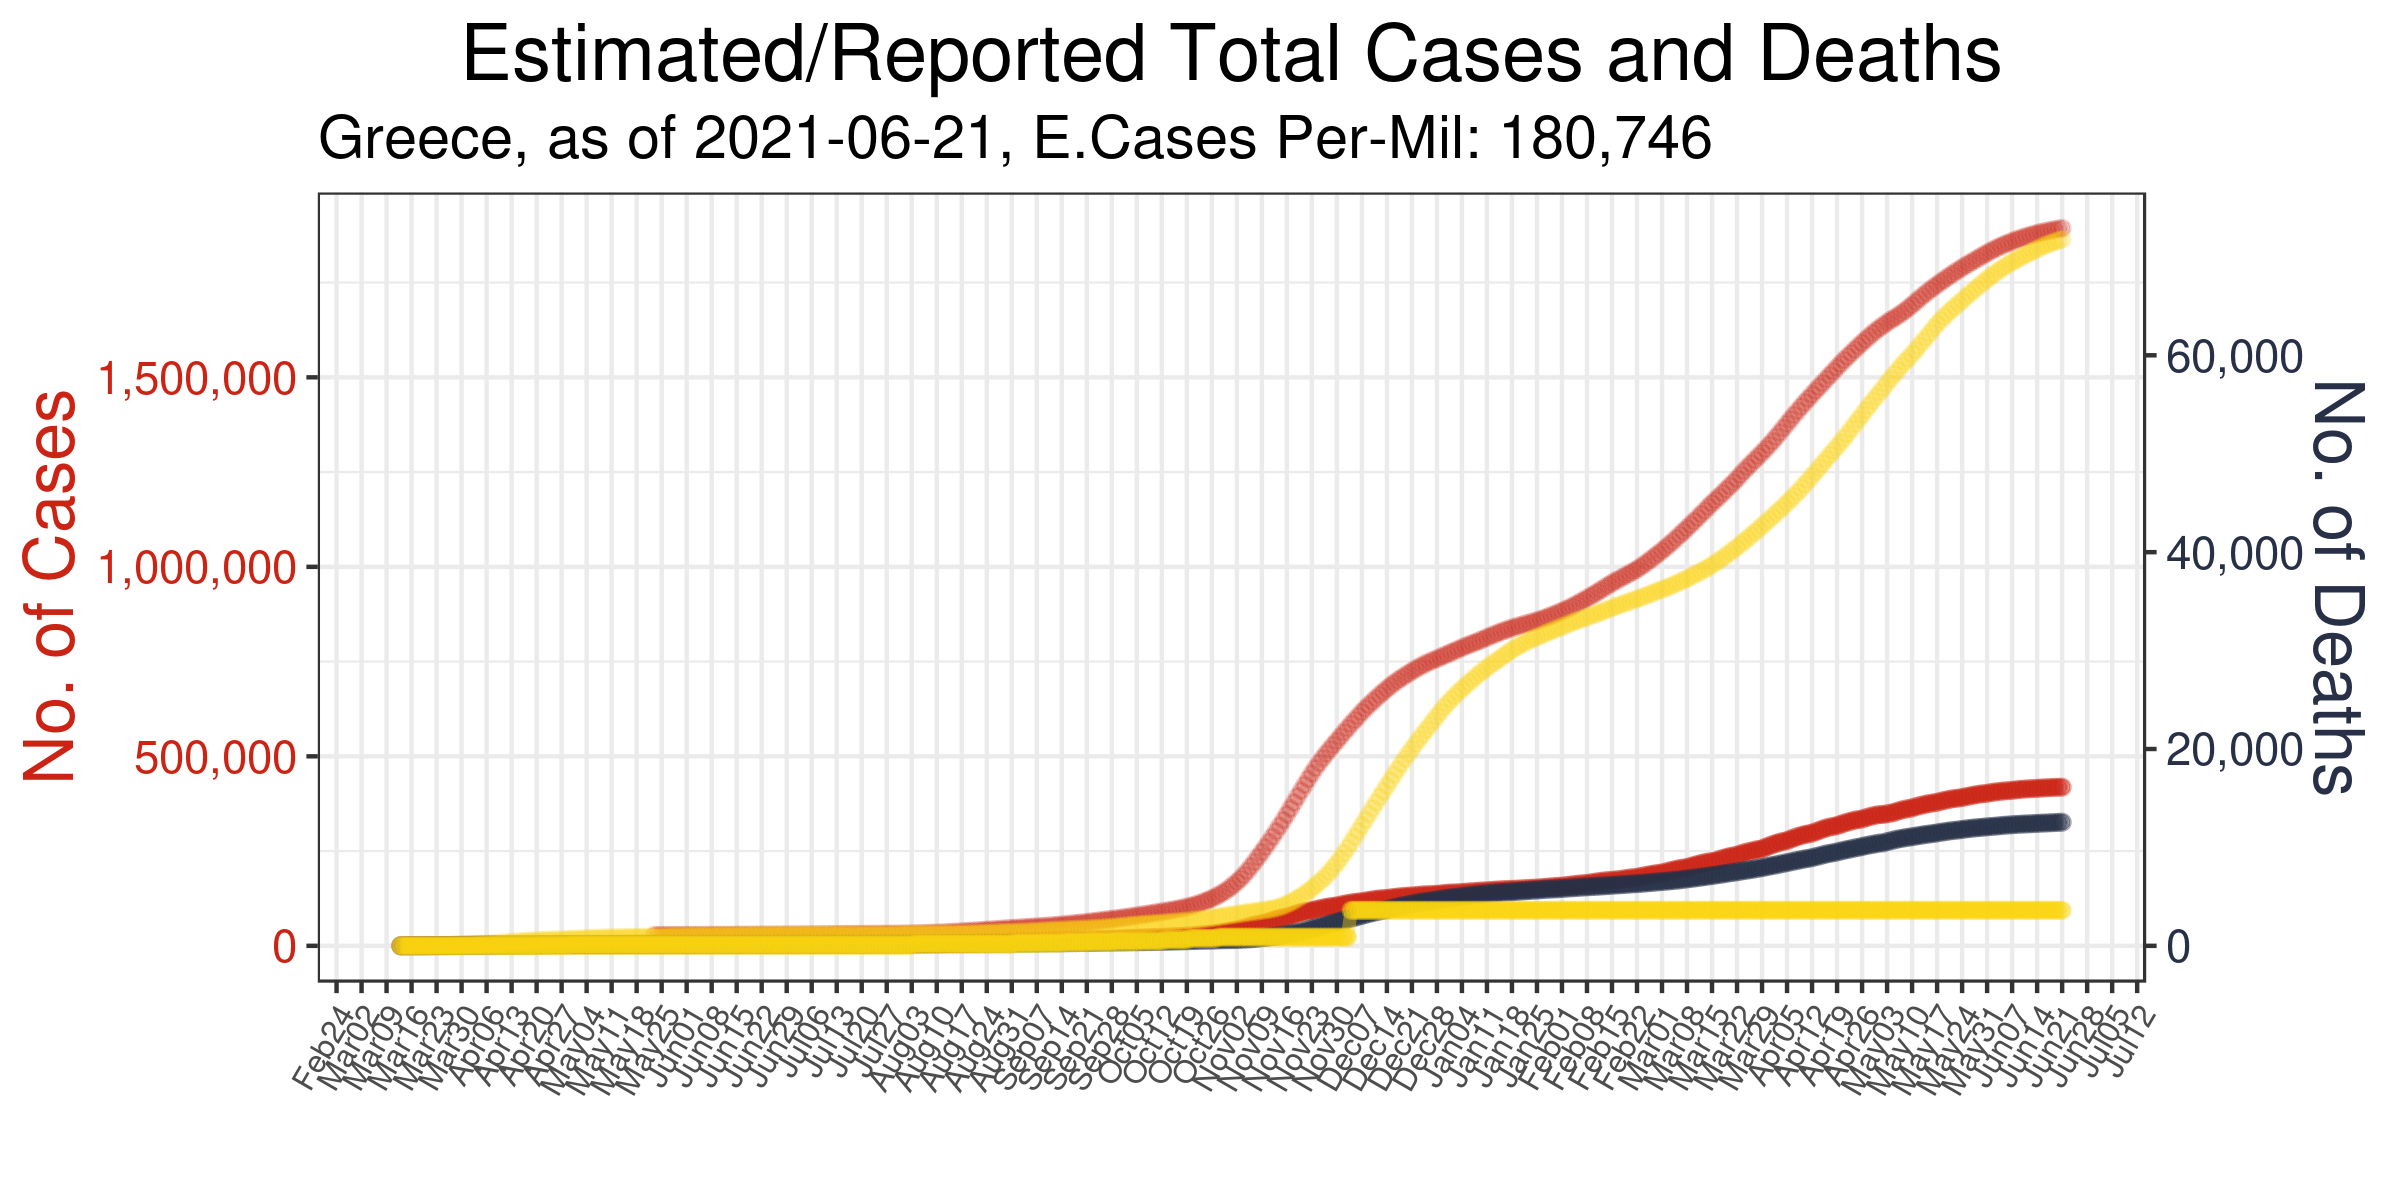 Estimated/Reported Total Cases and Deaths
Greece, as of 2021-06-21, E.Cases Per-Mil: 180,746
No. of Cases
1,500,000
1,000,000
500,000
0
60,000
40,000
20,000
0
No. of Deaths
Feb24
Mar02
Mar09
Mar16
Mar23
Mar30
Apr06
Apr13
Apr20
Apr27
May04
May11
May18
May25
Jun01
Jun08
Jun15
Jun22
Jun29
Jul06
Jul13
Jul20
Jul27
Aug03
Aug10
Aug17
Aug24
Aug31
Sep07
Sep14
Sep21
Sep28
Oct05
Oct12
Oct19
Oct26
Nov02
Nov09
Nov16
Nov23
Nov30
Dec07
Dec14
Dec21
Dec28
Jan04
Jan11
Jan18
Jan25
Feb01
Feb08
Feb15
Feb22
Mar01
Mar08
Mar15
Mar22
Mar29
Apr05
Apr12
Apr19
Apr26
May03
May10
May17
May24
May31
Jun07
Jun14
Jun21
Jun28
Jul05
Jul12